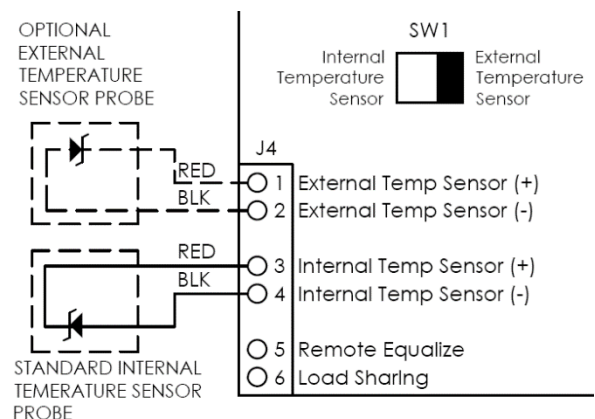 OPTIONAL
EXTERNAL
TEMPERATURE
SENSOR PROBE
SW1
Internal
Temperature
Sensor
External
Temperature
Sensor
J4
RED
BLK
1 External Temp Sensor (+)
2 External Temp Sensor (-)
RED
BLK
3 Internal Temp Sensor (+)
4 Internal Temp Sensor (-)
5 Remote Equalize
6 Load Sharing
STANDARD INTERNAL
TEMERATURE SENSOR
PROBE